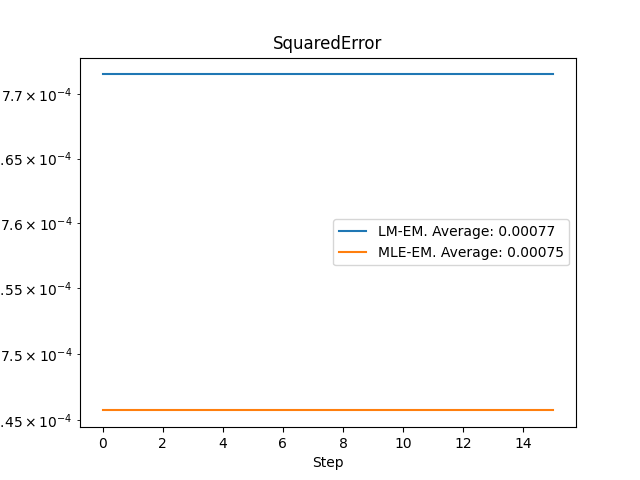 SquaredError
7.7 × 10⁻⁴
.65 × 10⁻⁴
7.6 × 10⁻⁴
.55 × 10⁻⁴
7.5 × 10⁻⁴
.45 × 10⁻⁴
LM-EM. Average: 0.00077
MLE-EM. Average: 0.00075
0 2 4 6 8 10 12 14
Step